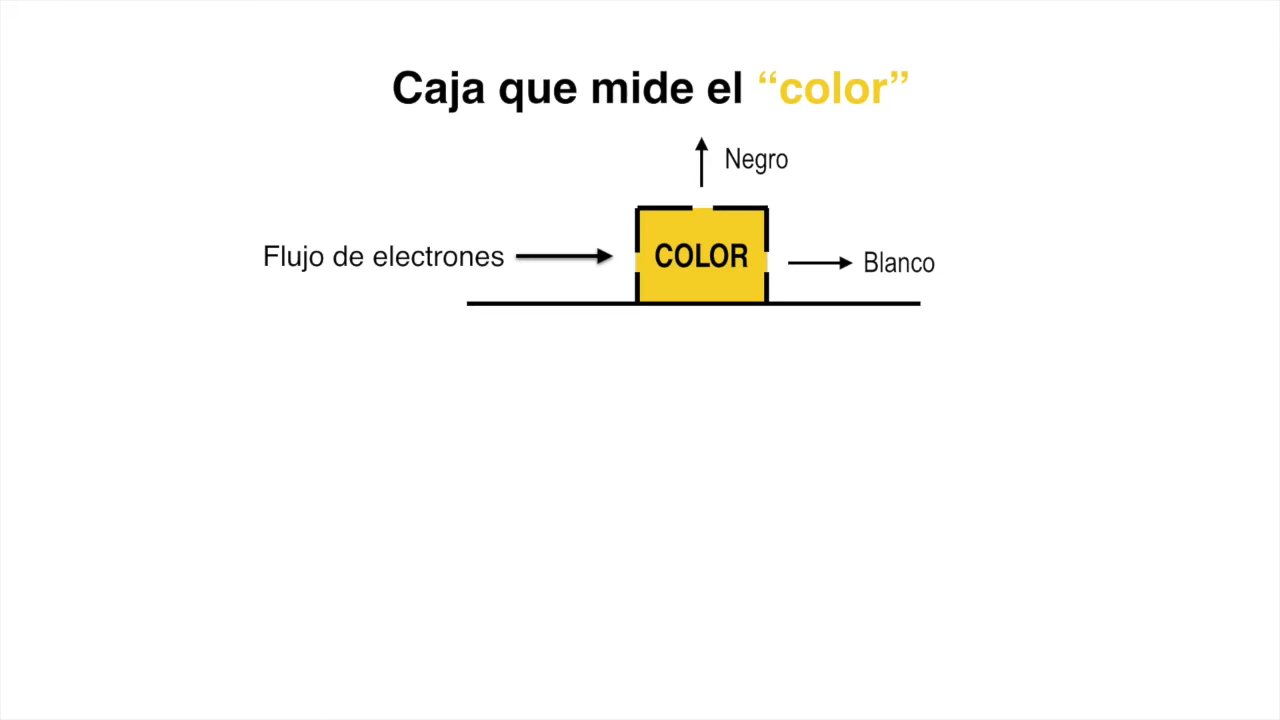 Caja que mide el “color”
Negro
Flujo de electrones
COLOR
Blanco